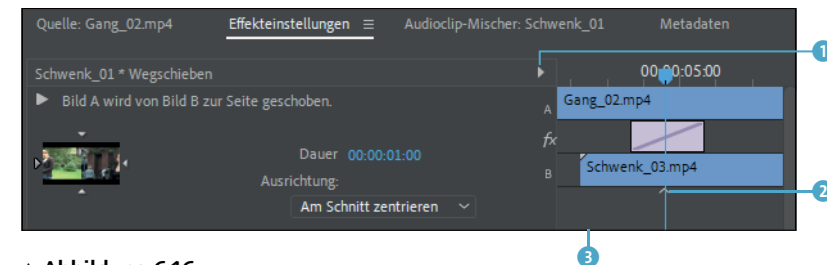 Quelle: Gang_02.mp4 Effekteinstellungen Audioclip-Mischer: Schwenk_01 Metadaten
1
Schwenk_01 * Wegschieben 00:00:05:00
Bild A wird von Bild B zur Seite geschoben. A Gang_02.mp4
fx
Dauer 00:00:01:00
B Schwenk_03.mp4
Ausrichtung:
2
Am Schnitt zentrieren
3